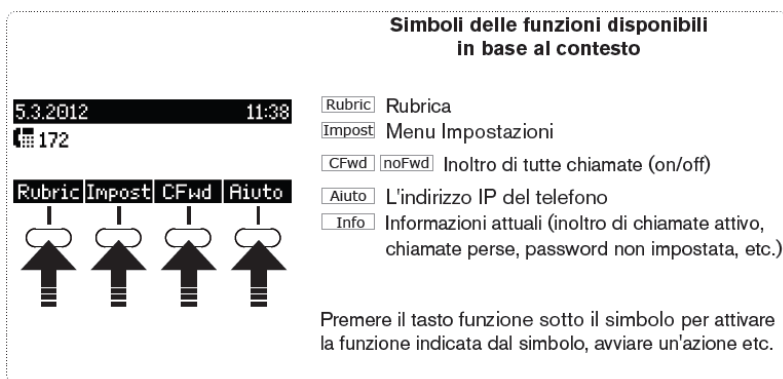 Simboli delle funzioni disponibili
in base al contesto
5.3.2012 11:38
172
Rubric Impost CFwd Aiuto
Rubric Rubrica
Impost Menu Impostazioni
CFwd noFwd Inoltro di tutte chiamate (on/off)
Aiuto L'indirizzo IP del telefono
Info Informazioni attuali (inoltro di chiamate attivo,
chiamate perse, password non impostata, etc.)
Premere il tasto funzione sotto il simbolo per attivare
la funzione indicata dal simbolo, avviare un'azione etc.